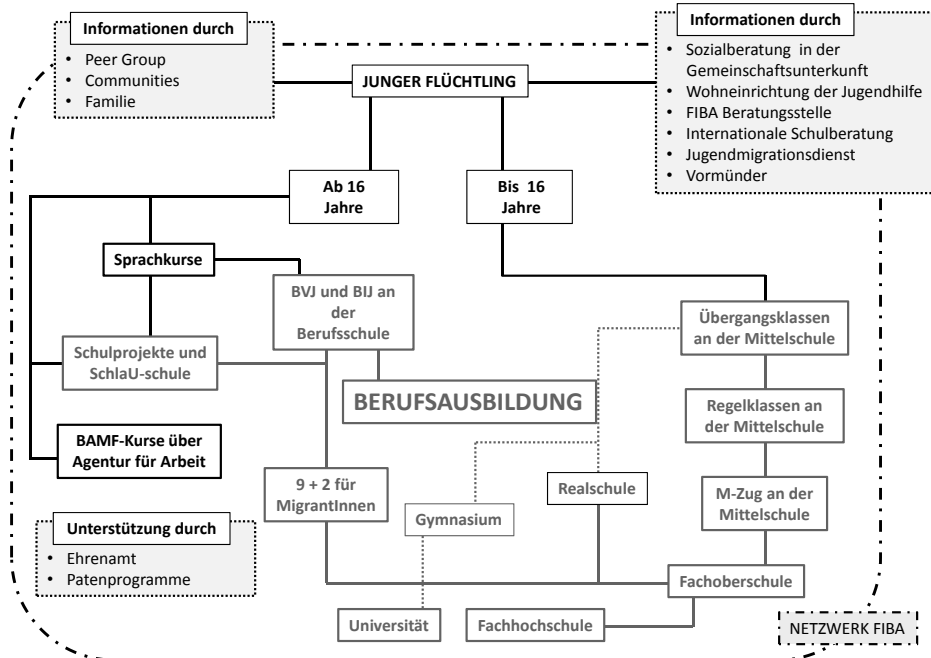 Informationen durch
• Peer Group
• Communities
• Familie
JUNGER FLÜCHTLING
Informationen durch
• Sozialberatung in der
Gemeinschaftsunterkunft
• Wohneinrichtung der Jugendhilfe
• FIBA Beratungsstelle
• Internationale Schulberatung
• Jugendmigrationsdienst
• Vormünder
Ab 16
Jahre
Bis 16
Jahre
Sprachkurse
BVJ und BIJ an
der
Berufsschule
Übergangsklassen
an der Mittelschule
Schulprojekte und
SchlaU-schule
BERUFSAUSBILDUNG
Regelklassen an
der Mittelschule
BAMF-Kurse über
Agentur für Arbeit
9 + 2 für
MigrantInnen
Realschule
M-Zug an der
Mittelschule
Gymnasium
Unterstützung durch
• Ehrenamt
• Patenprogramme
Fachoberschule
Universität
Fachhochschule
NETZWERK FIBA